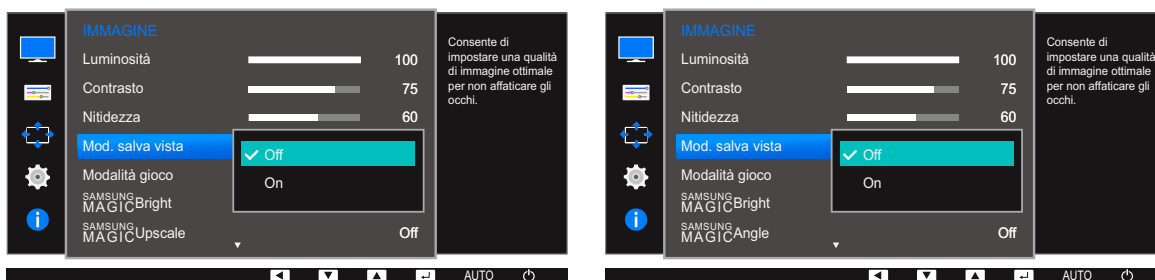 IMMAGINE
Luminosità 100
Contrasto 75
Nitidezza 60
Mod. salva vista
Off
Modalità gioco
On
SAMSUNG
MAGICBright
SAMSUNG
MAGICUpscale Off
Consente di
impostare una qualità
di immagine ottimale
per non affaticare gli
occhi.
AUTO
IMMAGINE
Luminosità 100
Contrasto 75
Nitidezza 60
Mod. salva vista
Off
Modalità gioco
On
SAMSUNG
MAGICBright
SAMSUNG
MAGICAngle Off
Consente di
impostare una qualità
di immagine ottimale
per non affaticare gli
occhi.
AUTO